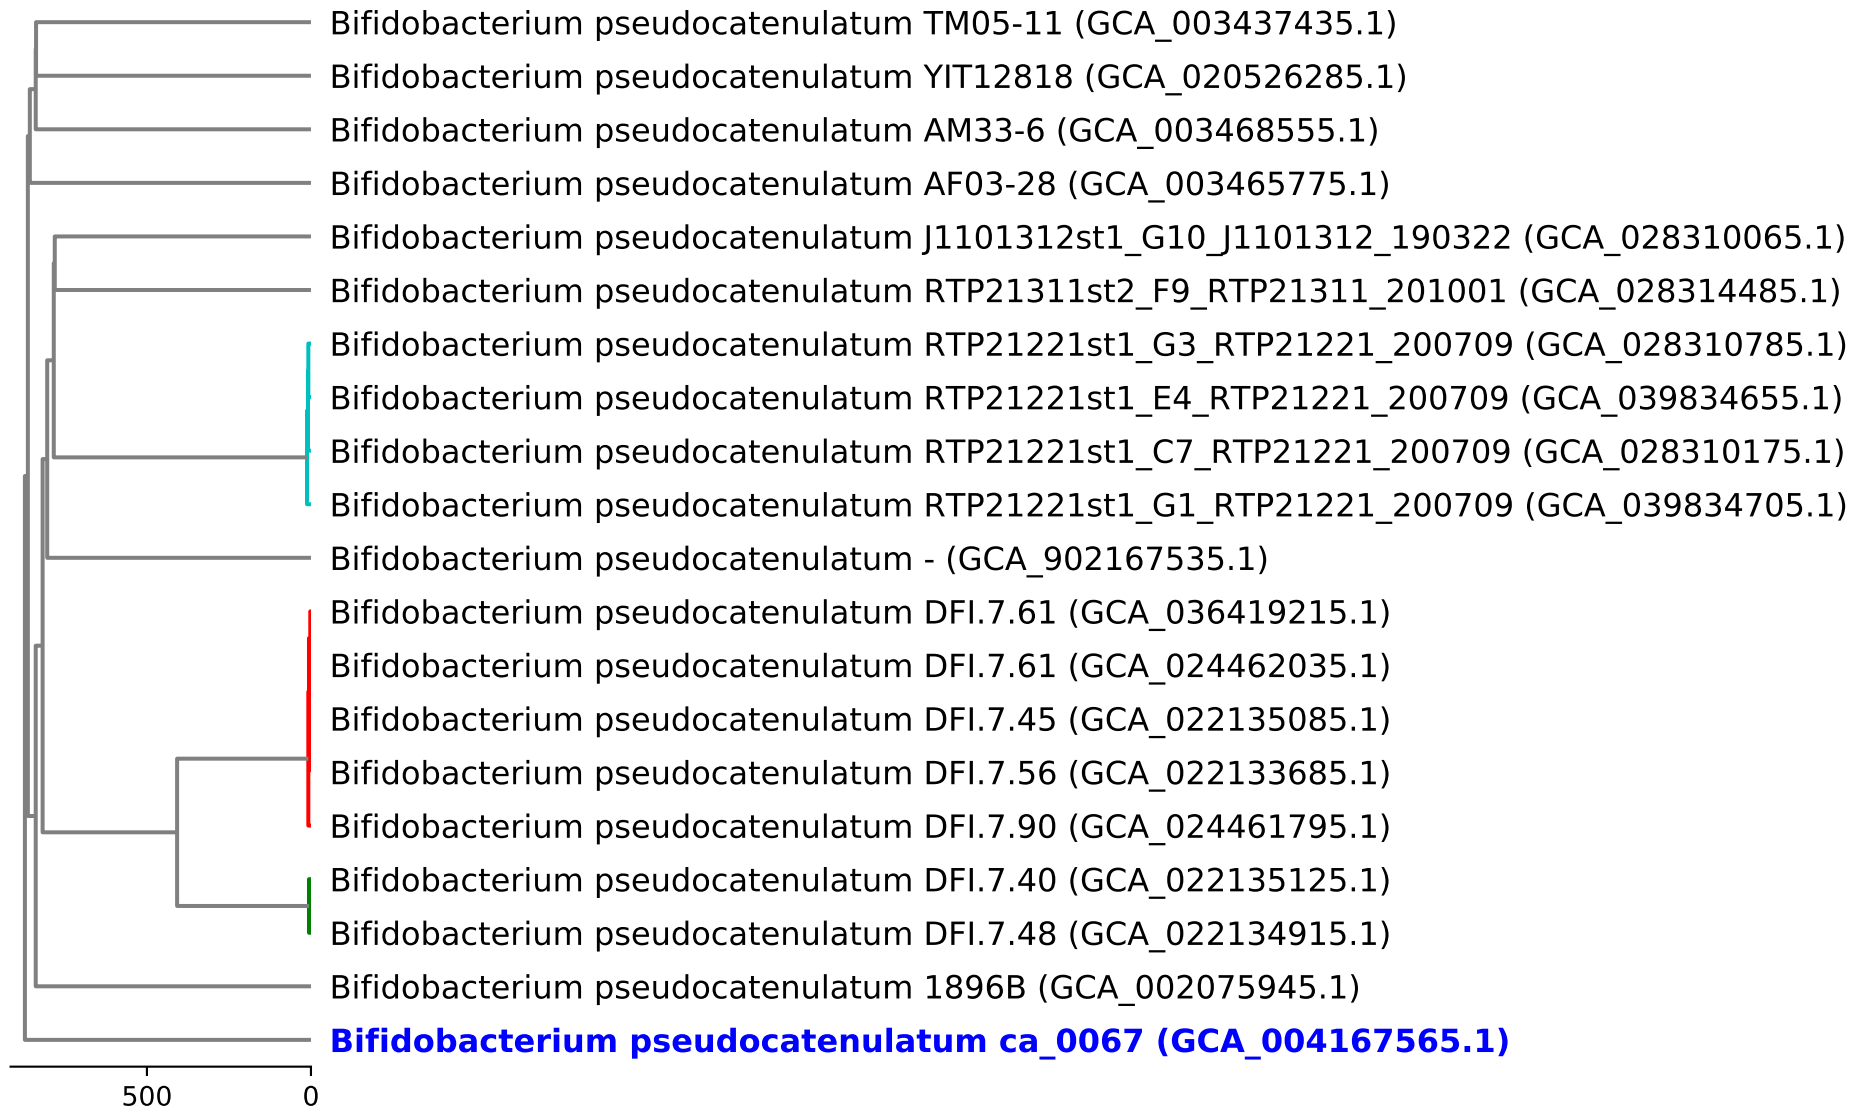 Bifidobacterium pseudocatenulatum TM05-11 (GCA_003437435.1)
Bifidobacterium pseudocatenulatum YIT12818 (GCA_020526285.1)
Bifidobacterium pseudocatenulatum AM33-6 (GCA_003468555.1)
Bifidobacterium pseudocatenulatum AF03-28 (GCA_003465775.1)
Bifidobacterium pseudocatenulatum J1101312st1_G10_J1101312_190322 (GCA_028310065.1)
Bifidobacterium pseudocatenulatum RTP21311st2_F9_RTP21311_201001 (GCA_028314485.1)
Bifidobacterium pseudocatenulatum RTP21221st1_G3_RTP21221_200709 (GCA_028310785.1)
Bifidobacterium pseudocatenulatum RTP21221st1_E4_RTP21221_200709 (GCA_039834655.1)
Bifidobacterium pseudocatenulatum RTP21221st1_C7_RTP21221_200709 (GCA_028310175.1)
Bifidobacterium pseudocatenulatum RTP21221st1_G1_RTP21221_200709 (GCA_039834705.1)
Bifidobacterium pseudocatenulatum - (GCA_902167535.1)
Bifidobacterium pseudocatenulatum DFI.7.61 (GCA_036419215.1)
Bifidobacterium pseudocatenulatum DFI.7.61 (GCA_024462035.1)
Bifidobacterium pseudocatenulatum DFI.7.45 (GCA_022135085.1)
Bifidobacterium pseudocatenulatum DFI.7.56 (GCA_022133685.1)
Bifidobacterium pseudocatenulatum DFI.7.90 (GCA_024461795.1)
Bifidobacterium pseudocatenulatum DFI.7.40 (GCA_022135125.1)
Bifidobacterium pseudocatenulatum DFI.7.48 (GCA_022134915.1)
Bifidobacterium pseudocatenulatum 1896B (GCA_002075945.1)
Bifidobacterium pseudocatenulatum ca_0067 (GCA_004167565.1)
500 0